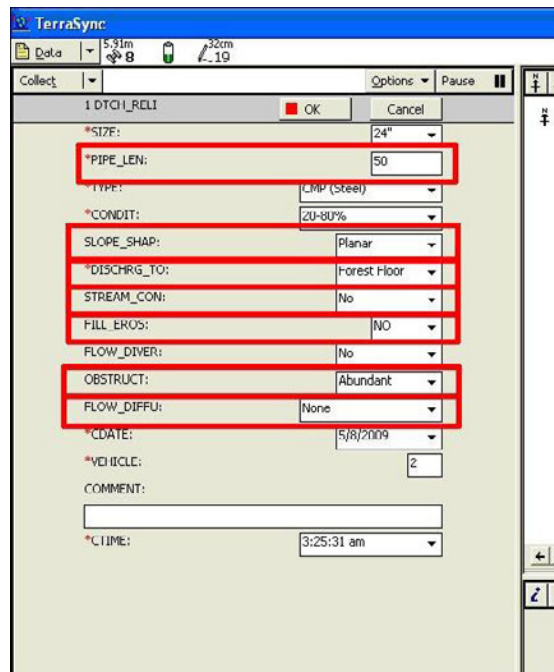 TerraSync
Data 5.91m 8 32cm 19
Collect Options Pause
1 DTCH_RELI OK Cancel
*SIZE: 24"
*PIPE_LEN: 50
*TYPE: CMP (Steel)
*CONDIT: 20-80%
SLOPE_SHAP: Planar
*DISCHRG_TO: Forest Floor
STREAM_CON: No
FILL_EROS: NO
FLOW_DIVER: No
OBSTRUCT: Abundant
FLOW_DIFFU: None
*CDATE: 5/8/2009
*VEHICLE: 2
COMMENT:
*CTIME: 3:25:31 am
N
i